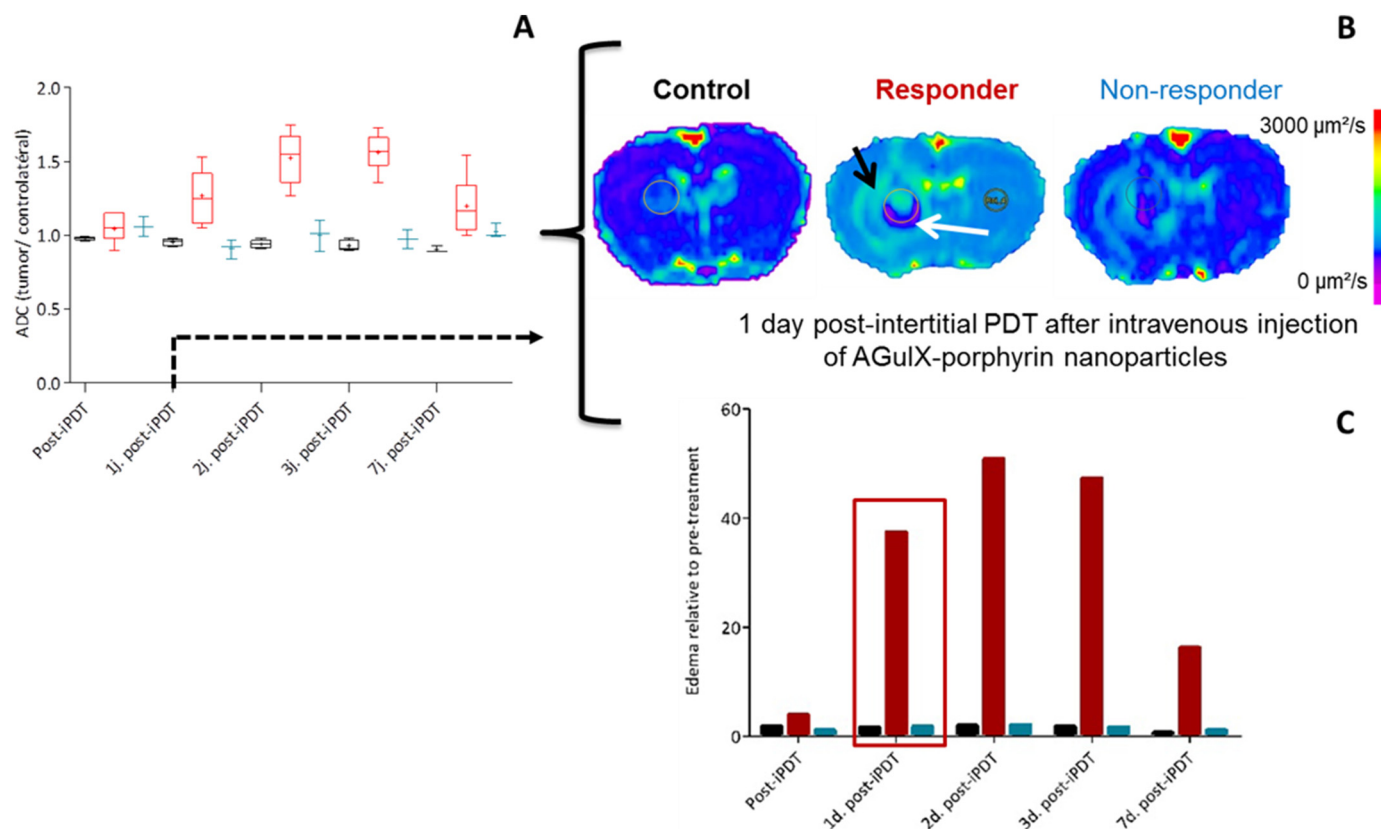 A
B
ADC (tumor/ controlatéral)
2.0
1.5
1.0
0.5
0.0
Post-iPDT
1j. post-iPDT
2j. post-iPDT
3j. post-iPDT
7j. post-iPDT
Control
Responder
Non-responder
3000 µm²/s
0 µm²/s
1 day post-intertitial PDT after intravenous injection
of AGuIX-porphyrin nanoparticles
C
Edema relative to pre-treatment
60
40
20
0
Post-iPDT
1d. post-iPDT
2d. post-iPDT
3d. post-iPDT
7d. post-iPDT